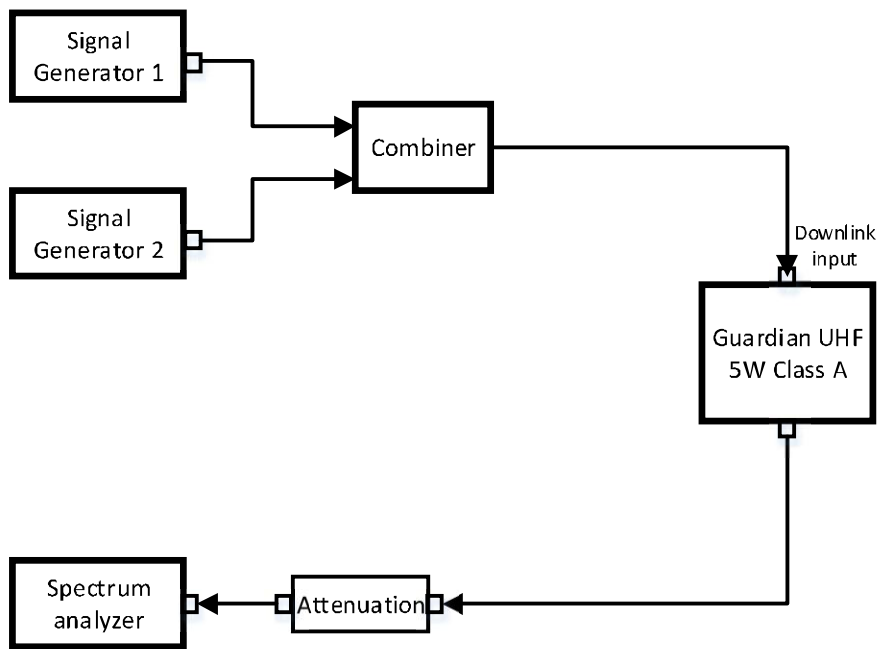 Signal
Generator 1
Combiner
Signal
Generator 2
Downlink
input
Guardian UHF
5W Class A
Spectrum
analyzer
Attenuation